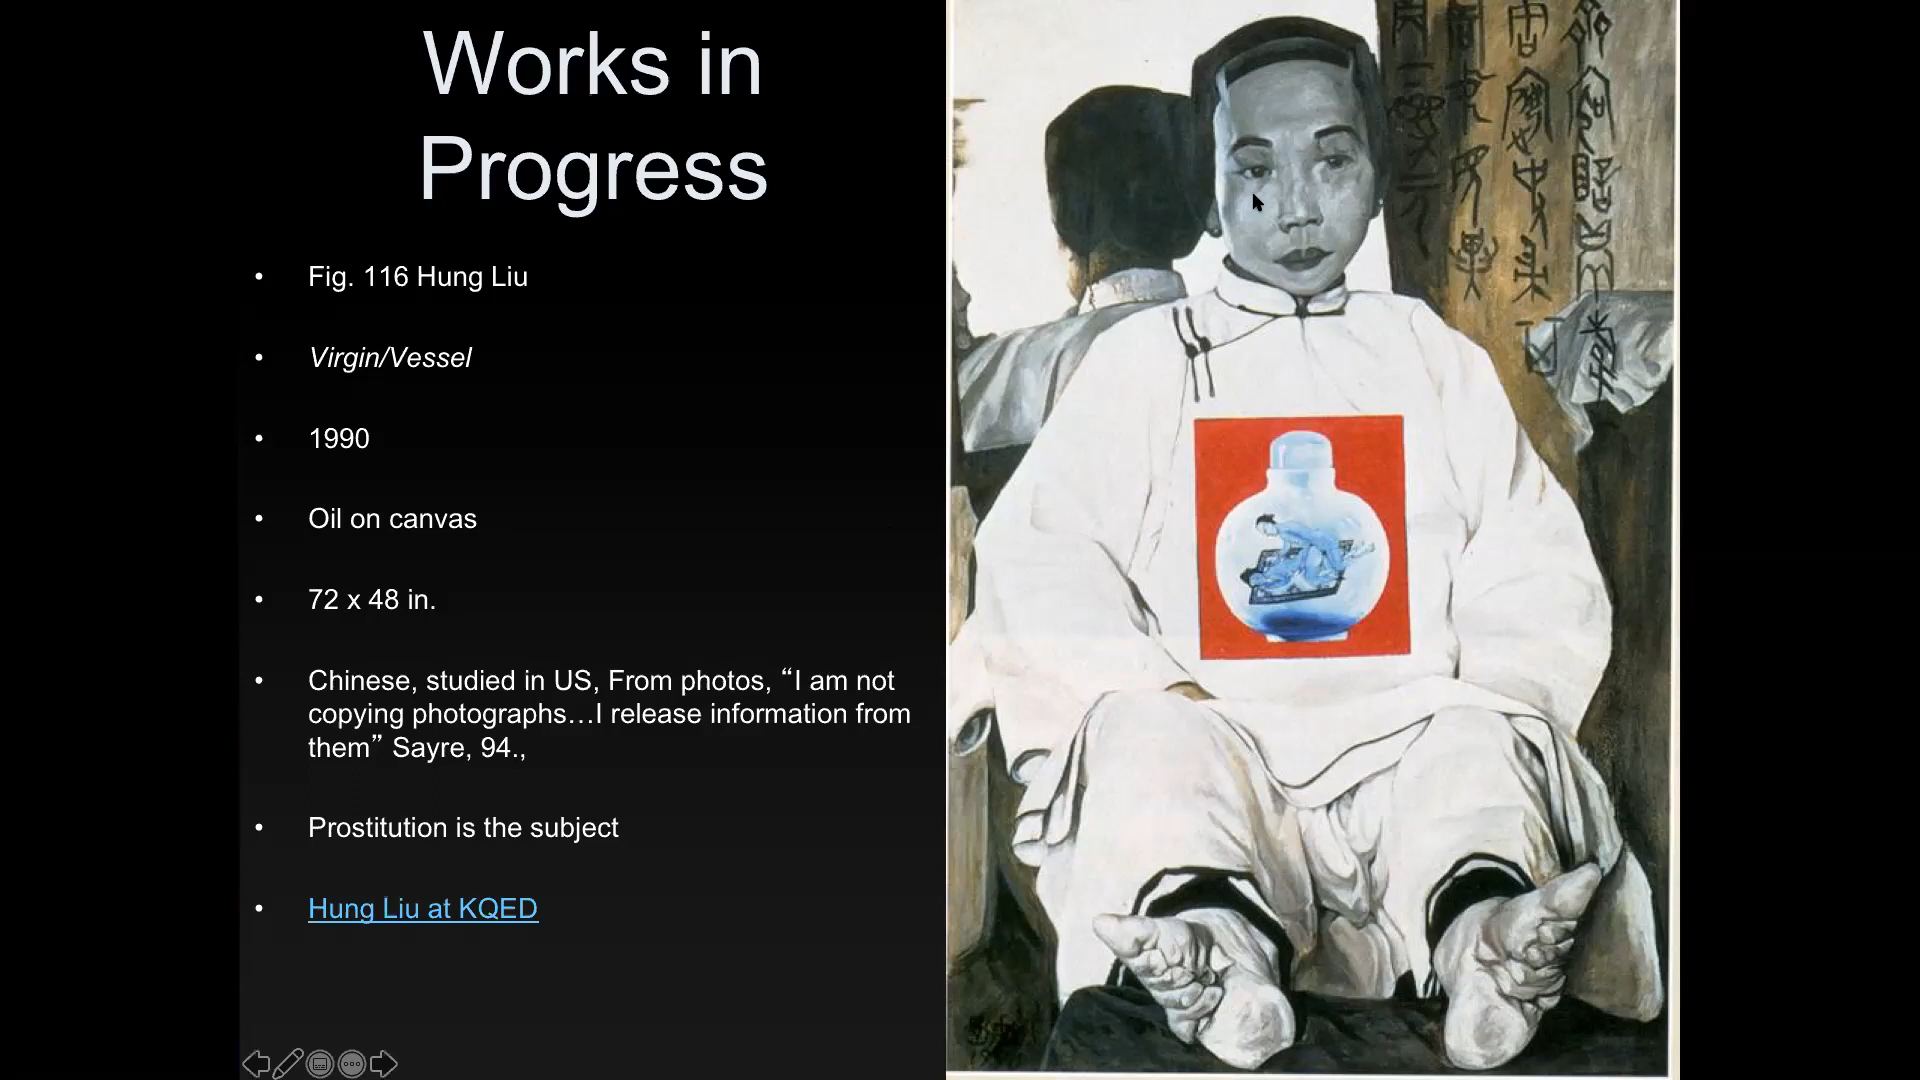 Works in
Progress
• Fig. 116 Hung Liu
• Virgin/Vessel
• 1990
• Oil on canvas
• 72 x 48 in.
• Chinese, studied in US, From photos, “I am not
copying photographs…I release information from
them” Sayre, 94.,
• Prostitution is the subject
• Hung Liu at KQED